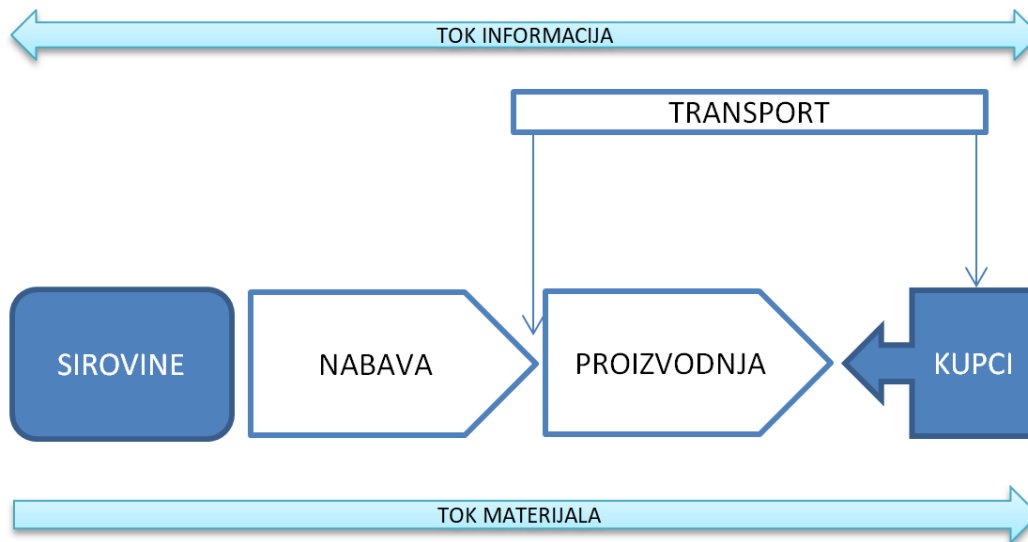 TOK INFORMACIJA
TRANSPORT
SIROVINE
NABAVA
PROIZVODNJA
KUPCI
TOK MATERIJALA